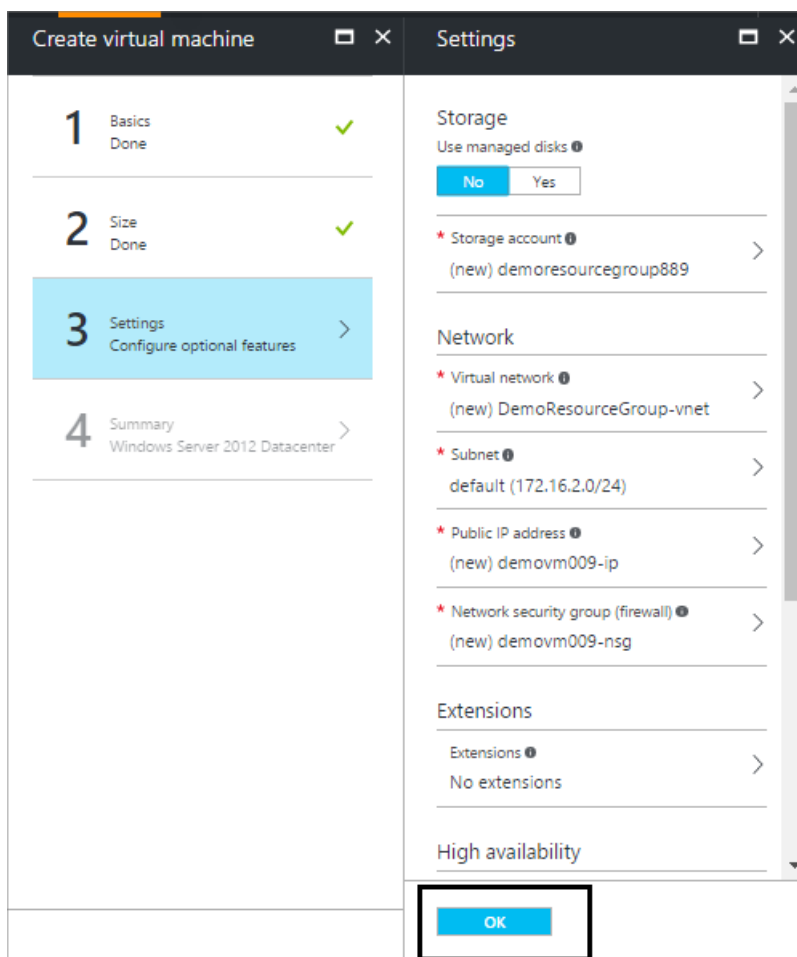 Create virtual machine
1
Basics
Done
2
Size
Done
3
Settings
Configure optional features
4
Summary
Windows Server 2012 Datacenter
Settings
Storage
Use managed disks
No Yes
* Storage account
(new) demoresourcegroup889
Network
* Virtual network
(new) DemoResourceGroup-vnet
* Subnet
default (172.16.2.0/24)
* Public IP address
(new) demovm009-ip
* Network security group (firewall)
(new) demovm009-nsg
Extensions
Extensions
No extensions
High availability
OK